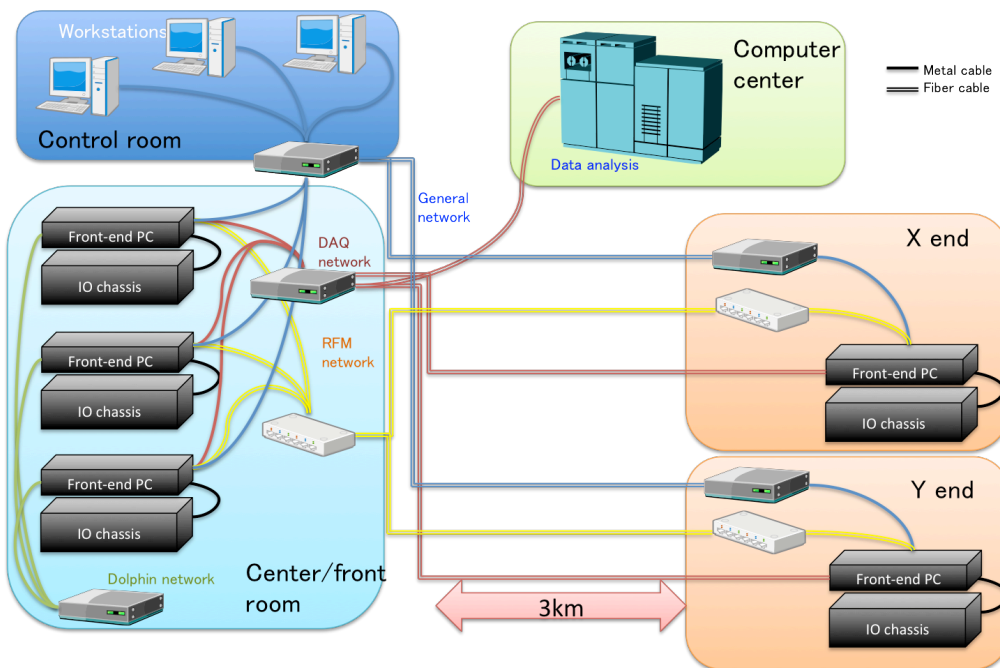 Workstations
Control room
Computer
center
Data analysis
Metal cable
Fiber cable
General
network
Front-end PC
IO chassis
DAQ
network
Front-end PC
IO chassis
RFM
network
Front-end PC
IO chassis
Dolphin network
Center/front
room
X end
Front-end PC
IO chassis
Y end
Front-end PC
IO chassis
3km